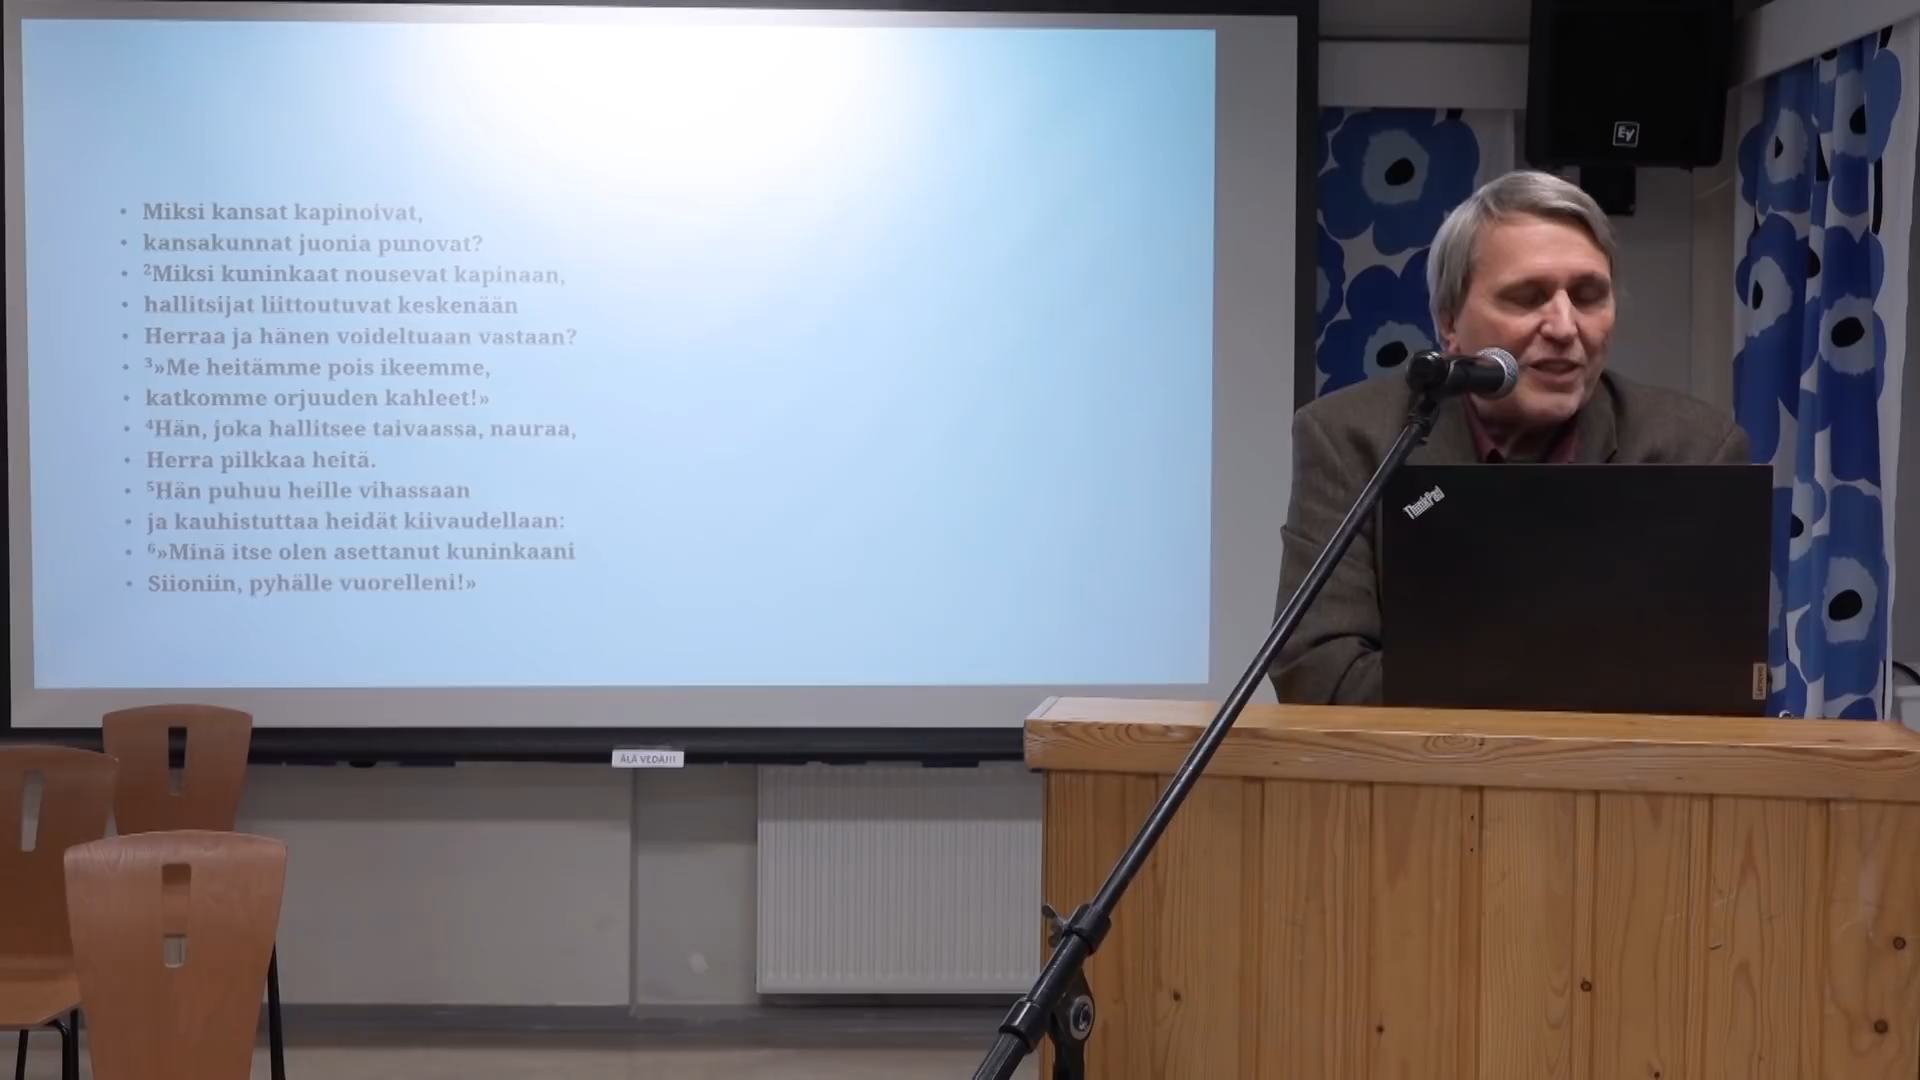 • Miksi kansat kapinoivat,
• kansakunnat juonia punovat?
• ²Miksi kuninkaat nousevat kapinaan,
• hallitsijat liittoutuvat keskenään
• Herraa ja hänen voideltuaan vastaan?
• ³»Me heitämme pois ikeemme,
• katkomme orjuuden kahleet!»
• ⁴Hän, joka hallitsee taivaassa, nauraa,
• Herra pilkkaa heitä.
• ⁵Hän puhuu heille vihassaan
• ja kauhistuttaa heidät kiivaudellaan:
• ⁶»Minä itse olen asettanut kuninkaani
• Siioniin, pyhälle vuorelleni!»
ÄLÄ VEDÄ!!!
EV
ThinkPad
Lenovo